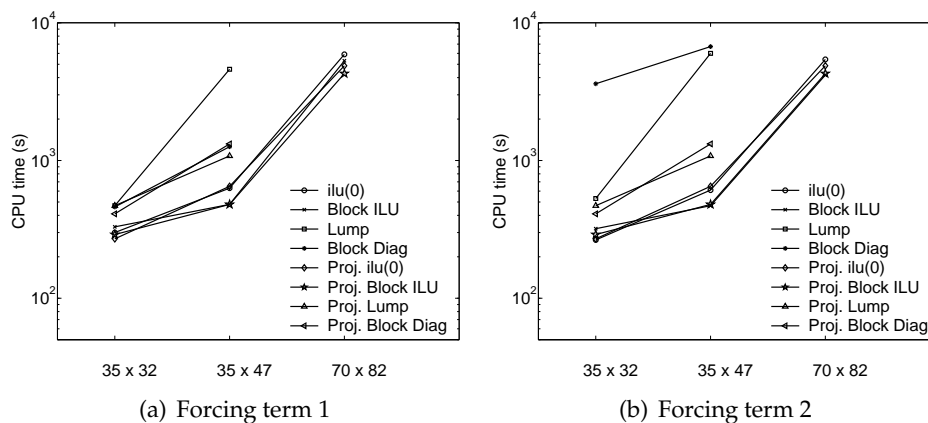 10^4
10^3
10^2
CPU time (s)
ilu(0)
Block ILU
Lump
Block Diag
Proj. ilu(0)
Proj. Block ILU
Proj. Lump
Proj. Block Diag
35 x 32
35 x 47
70 x 82
(a) Forcing term 1
10^4
10^3
10^2
CPU time (s)
ilu(0)
Block ILU
Lump
Block Diag
Proj. ilu(0)
Proj. Block ILU
Proj. Lump
Proj. Block Diag
35 x 32
35 x 47
70 x 82
(b) Forcing term 2